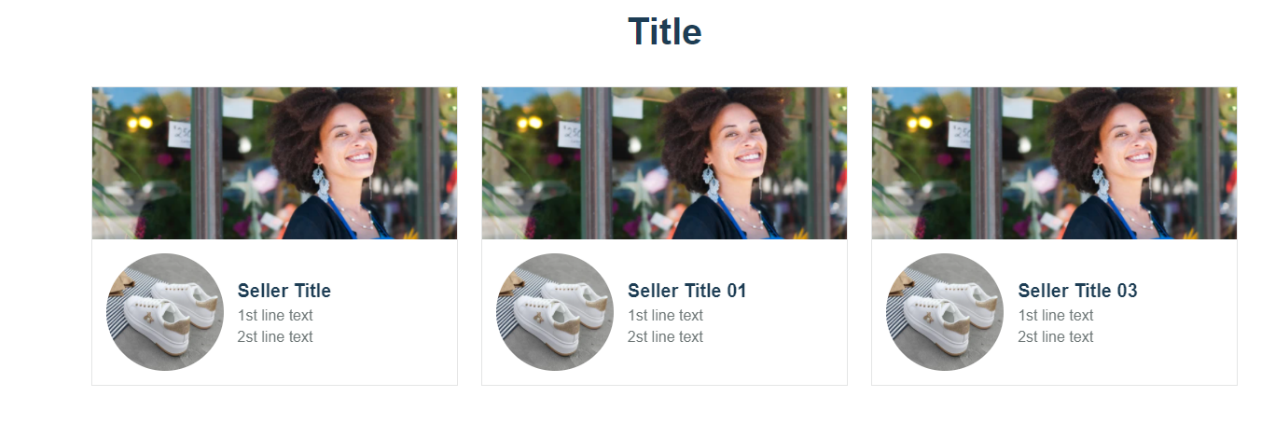 Title
Seller Title
1st line text
2st line text
Seller Title 01
1st line text
2st line text
Seller Title 03
1st line text
2st line text